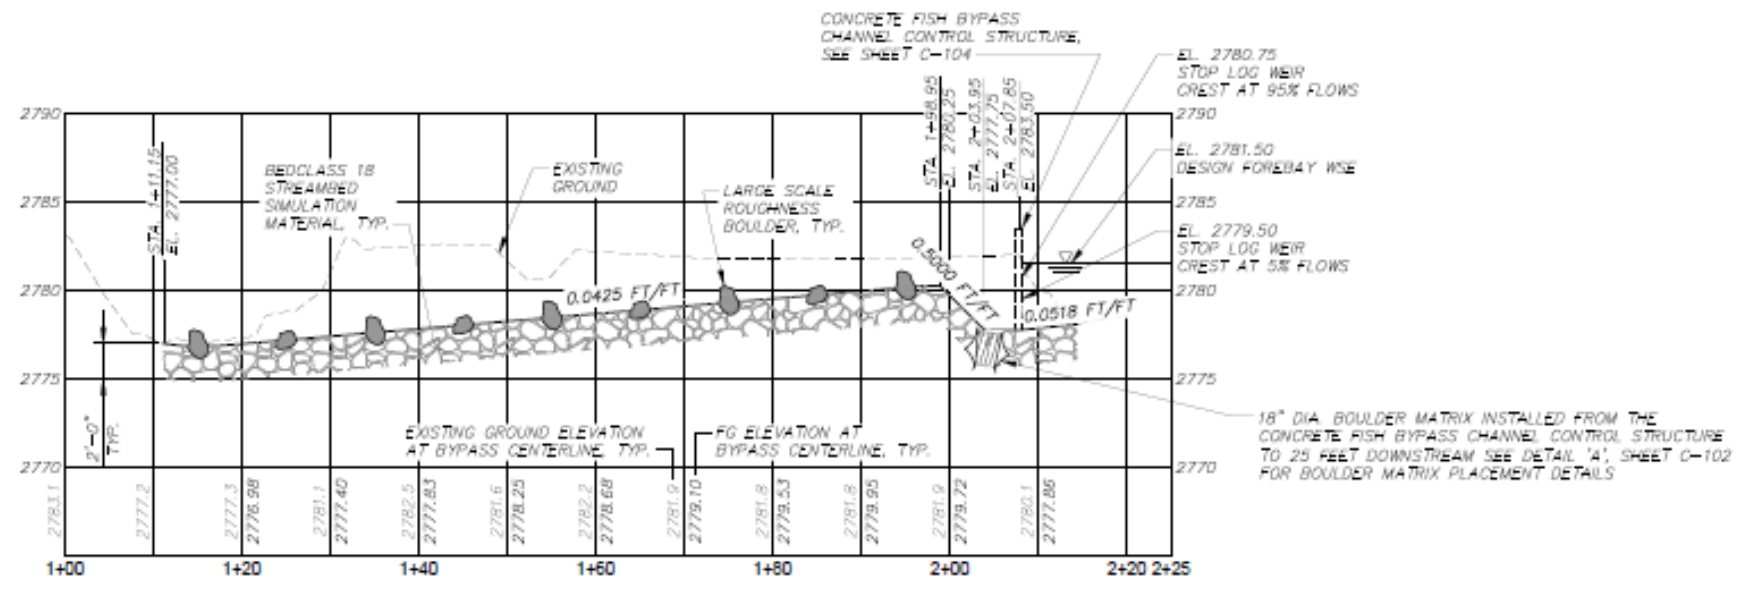 CONCRETE FISH BYPASS
CHANNEL CONTROL STRUCTURE,
SEE SHEET C-104
EL. 2780.75
STOP LOG WEIR
CREST AT 95% FLOWS
2790
2790
STA. 1+98.95
EL. 2780.25
STA. 2+03.95
EL. 2777.75
STA. 2+07.85
EL. 2783.50
EL. 2781.50
DESIGN FOREBAY WSE
STA. 1+11.15
EL. 2777.00
BEDCLASS 18
STREAMBED
SIMULATION
MATERIAL, TYP.
EXISTING
GROUND
LARGE SCALE
ROUGHNESS
BOULDER, TYP.
2785
2785
EL. 2779.50
STOP LOG WEIR
CREST AT 5% FLOWS
0.5000 FT/FT
2780
2780
0.0425 FT/FT
0.0518 FT/FT
2775
2775
2'-0"
TYP.
EXISTING GROUND ELEVATION
AT BYPASS CENTERLINE, TYP.
FG ELEVATION AT
BYPASS CENTERLINE, TYP.
18" DIA. BOULDER MATRIX INSTALLED FROM THE
CONCRETE FISH BYPASS CHANNEL CONTROL STRUCTURE
TO 25 FEET DOWNSTREAM SEE DETAIL 'A', SHEET C-102
FOR BOULDER MATRIX PLACEMENT DETAILS
2770
2770
2783.1
2777.2
2777.3
2776.98
2781.1
2777.40
2782.5
2777.83
2781.6
2778.25
2782.2
2778.68
2781.9
2779.10
2781.8
2779.53
2781.8
2779.95
2781.9
2779.72
2780.1
2777.86
1+00
1+20
1+40
1+60
1+80
2+00
2+20
2+25